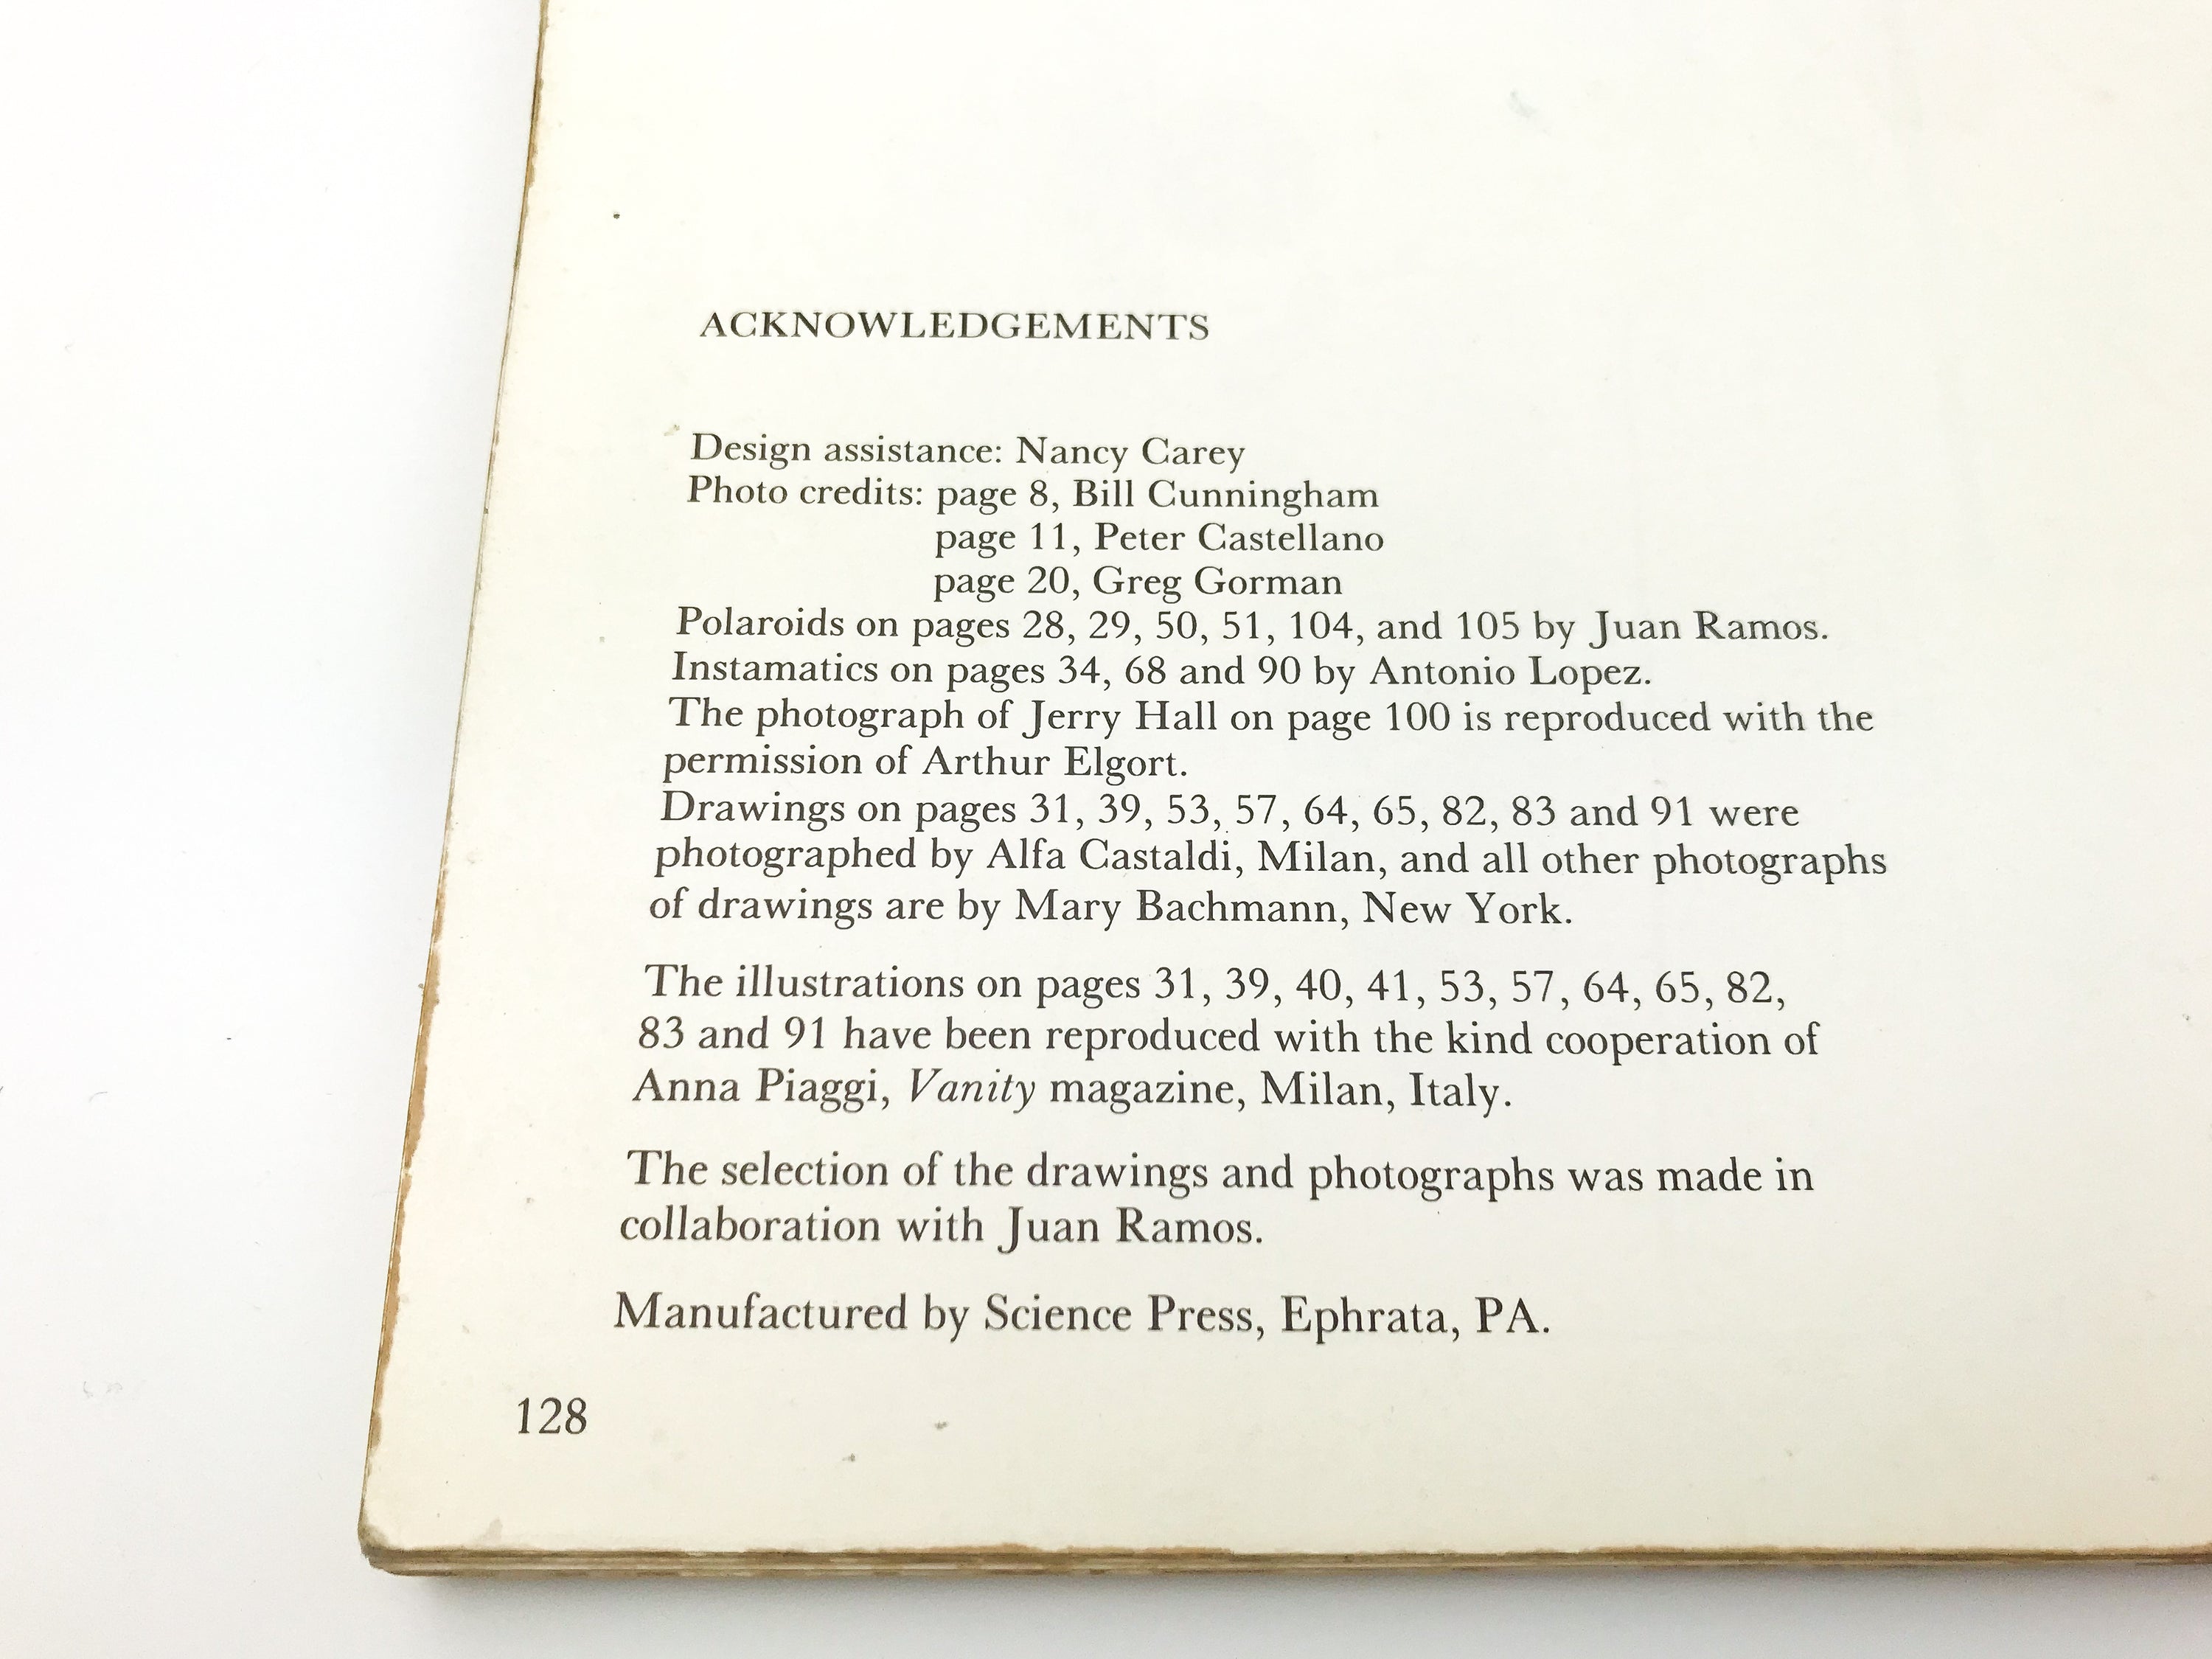 ACKNOWLEDGEMENTS
Design assistance: Nancy Carey
Photo credits: page 8, Bill Cunningham
page 11, Peter Castellano
page 20, Greg Gorman
Polaroids on pages 28, 29, 50, 51, 104, and 105 by Juan Ramos.
Instamatics on pages 34, 68 and 90 by Antonio Lopez.
The photograph of Jerry Hall on page 100 is reproduced with the
permission of Arthur Elgort.
Drawings on pages 31, 39, 53, 57, 64, 65, 82, 83 and 91 were
photographed by Alfa Castaldi, Milan, and all other photographs
of drawings are by Mary Bachmann, New York.
The illustrations on pages 31, 39, 40, 41, 53, 57, 64, 65, 82,
83 and 91 have been reproduced with the kind cooperation of
Anna Piaggi, Vanity magazine, Milan, Italy.
The selection of the drawings and photographs was made in
collaboration with Juan Ramos.
Manufactured by Science Press, Ephrata, PA.
128